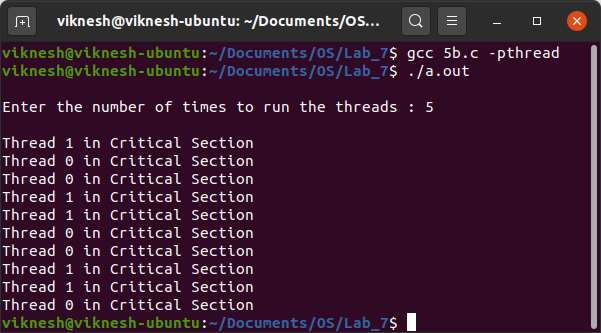 viknesh@viknesh-ubuntu: ~/Documents/OS...
viknesh@viknesh-ubuntu:~/Documents/OS/Lab_7$ gcc 5b.c -pthread
viknesh@viknesh-ubuntu:~/Documents/OS/Lab_7$ ./a.out
Enter the number of times to run the threads : 5
Thread 1 in Critical Section
Thread 0 in Critical Section
Thread 0 in Critical Section
Thread 1 in Critical Section
Thread 1 in Critical Section
Thread 0 in Critical Section
Thread 0 in Critical Section
Thread 1 in Critical Section
Thread 1 in Critical Section
Thread 0 in Critical Section
viknesh@viknesh-ubuntu:~/Documents/OS/Lab_7$